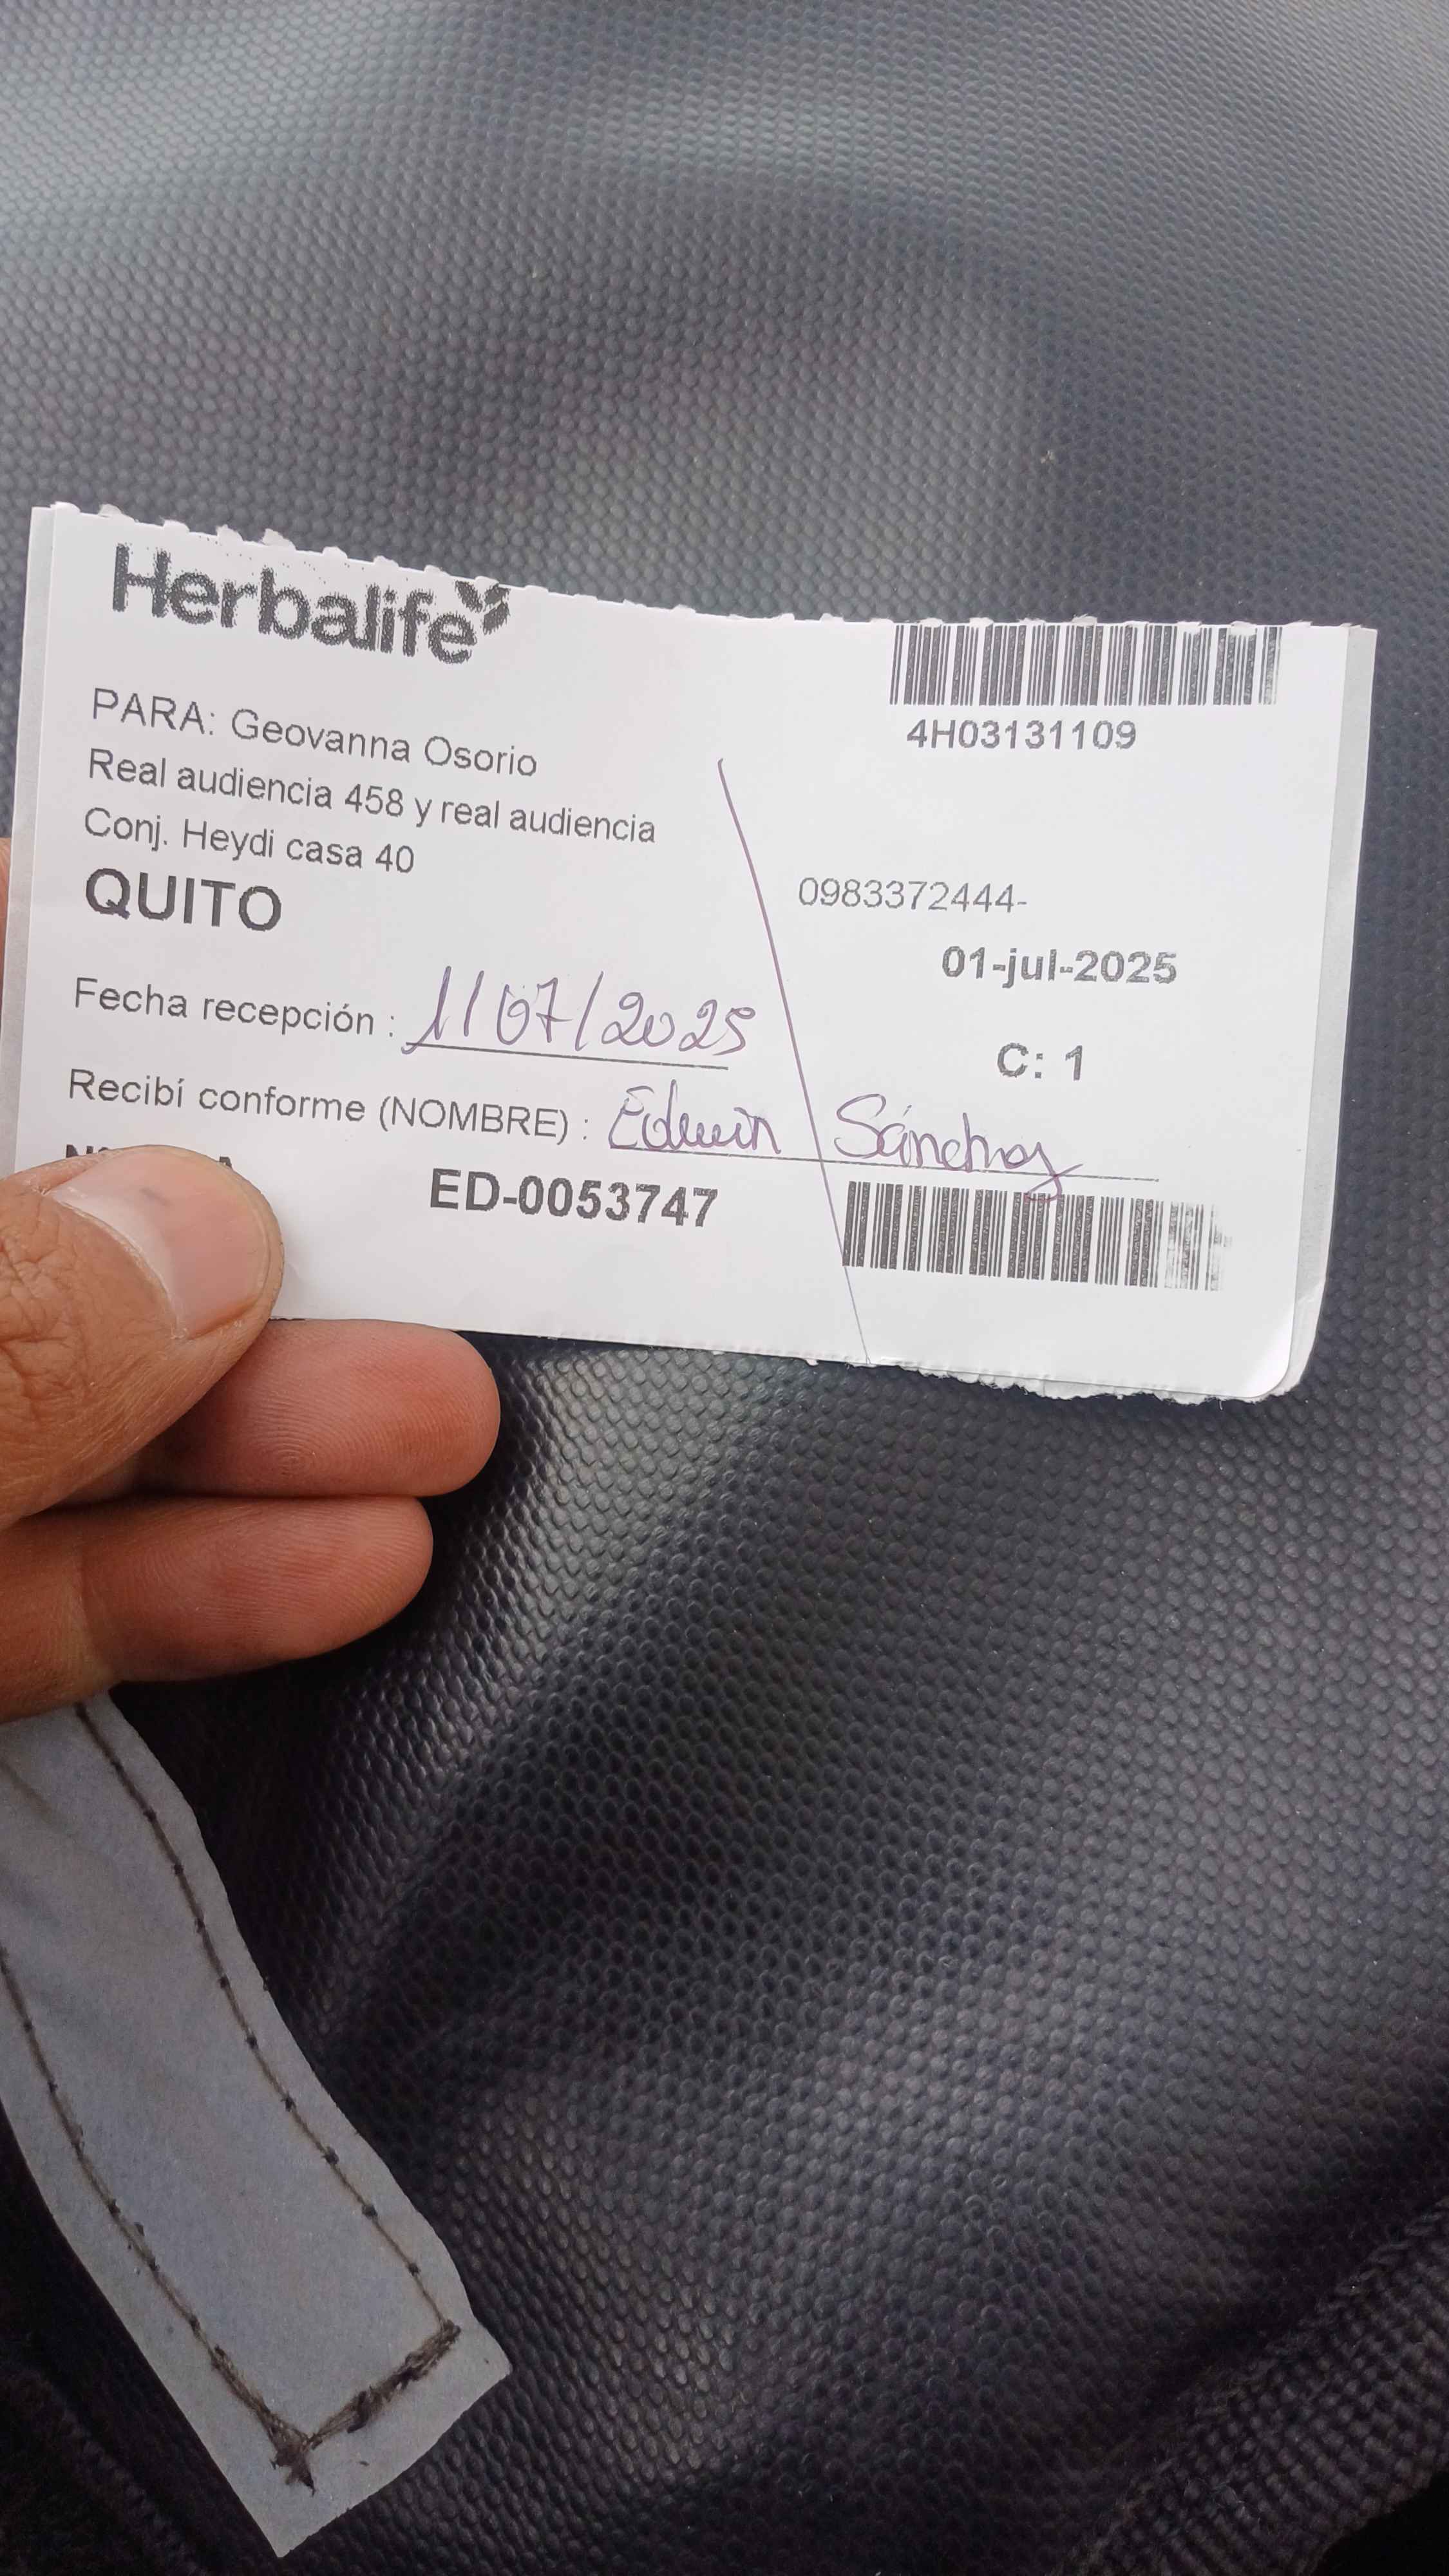 Herbalife
4H03131109
PARA: Geovanna Osorio
Real audiencia 458 y real audiencia
Conj. Heydi casa 40
QUITO
0983372444-
01-jul-2025
Fecha recepción : 1/07/2025
C: 1
Recibí conforme (NOMBRE) : Edwin Sánchez
ED-0053747